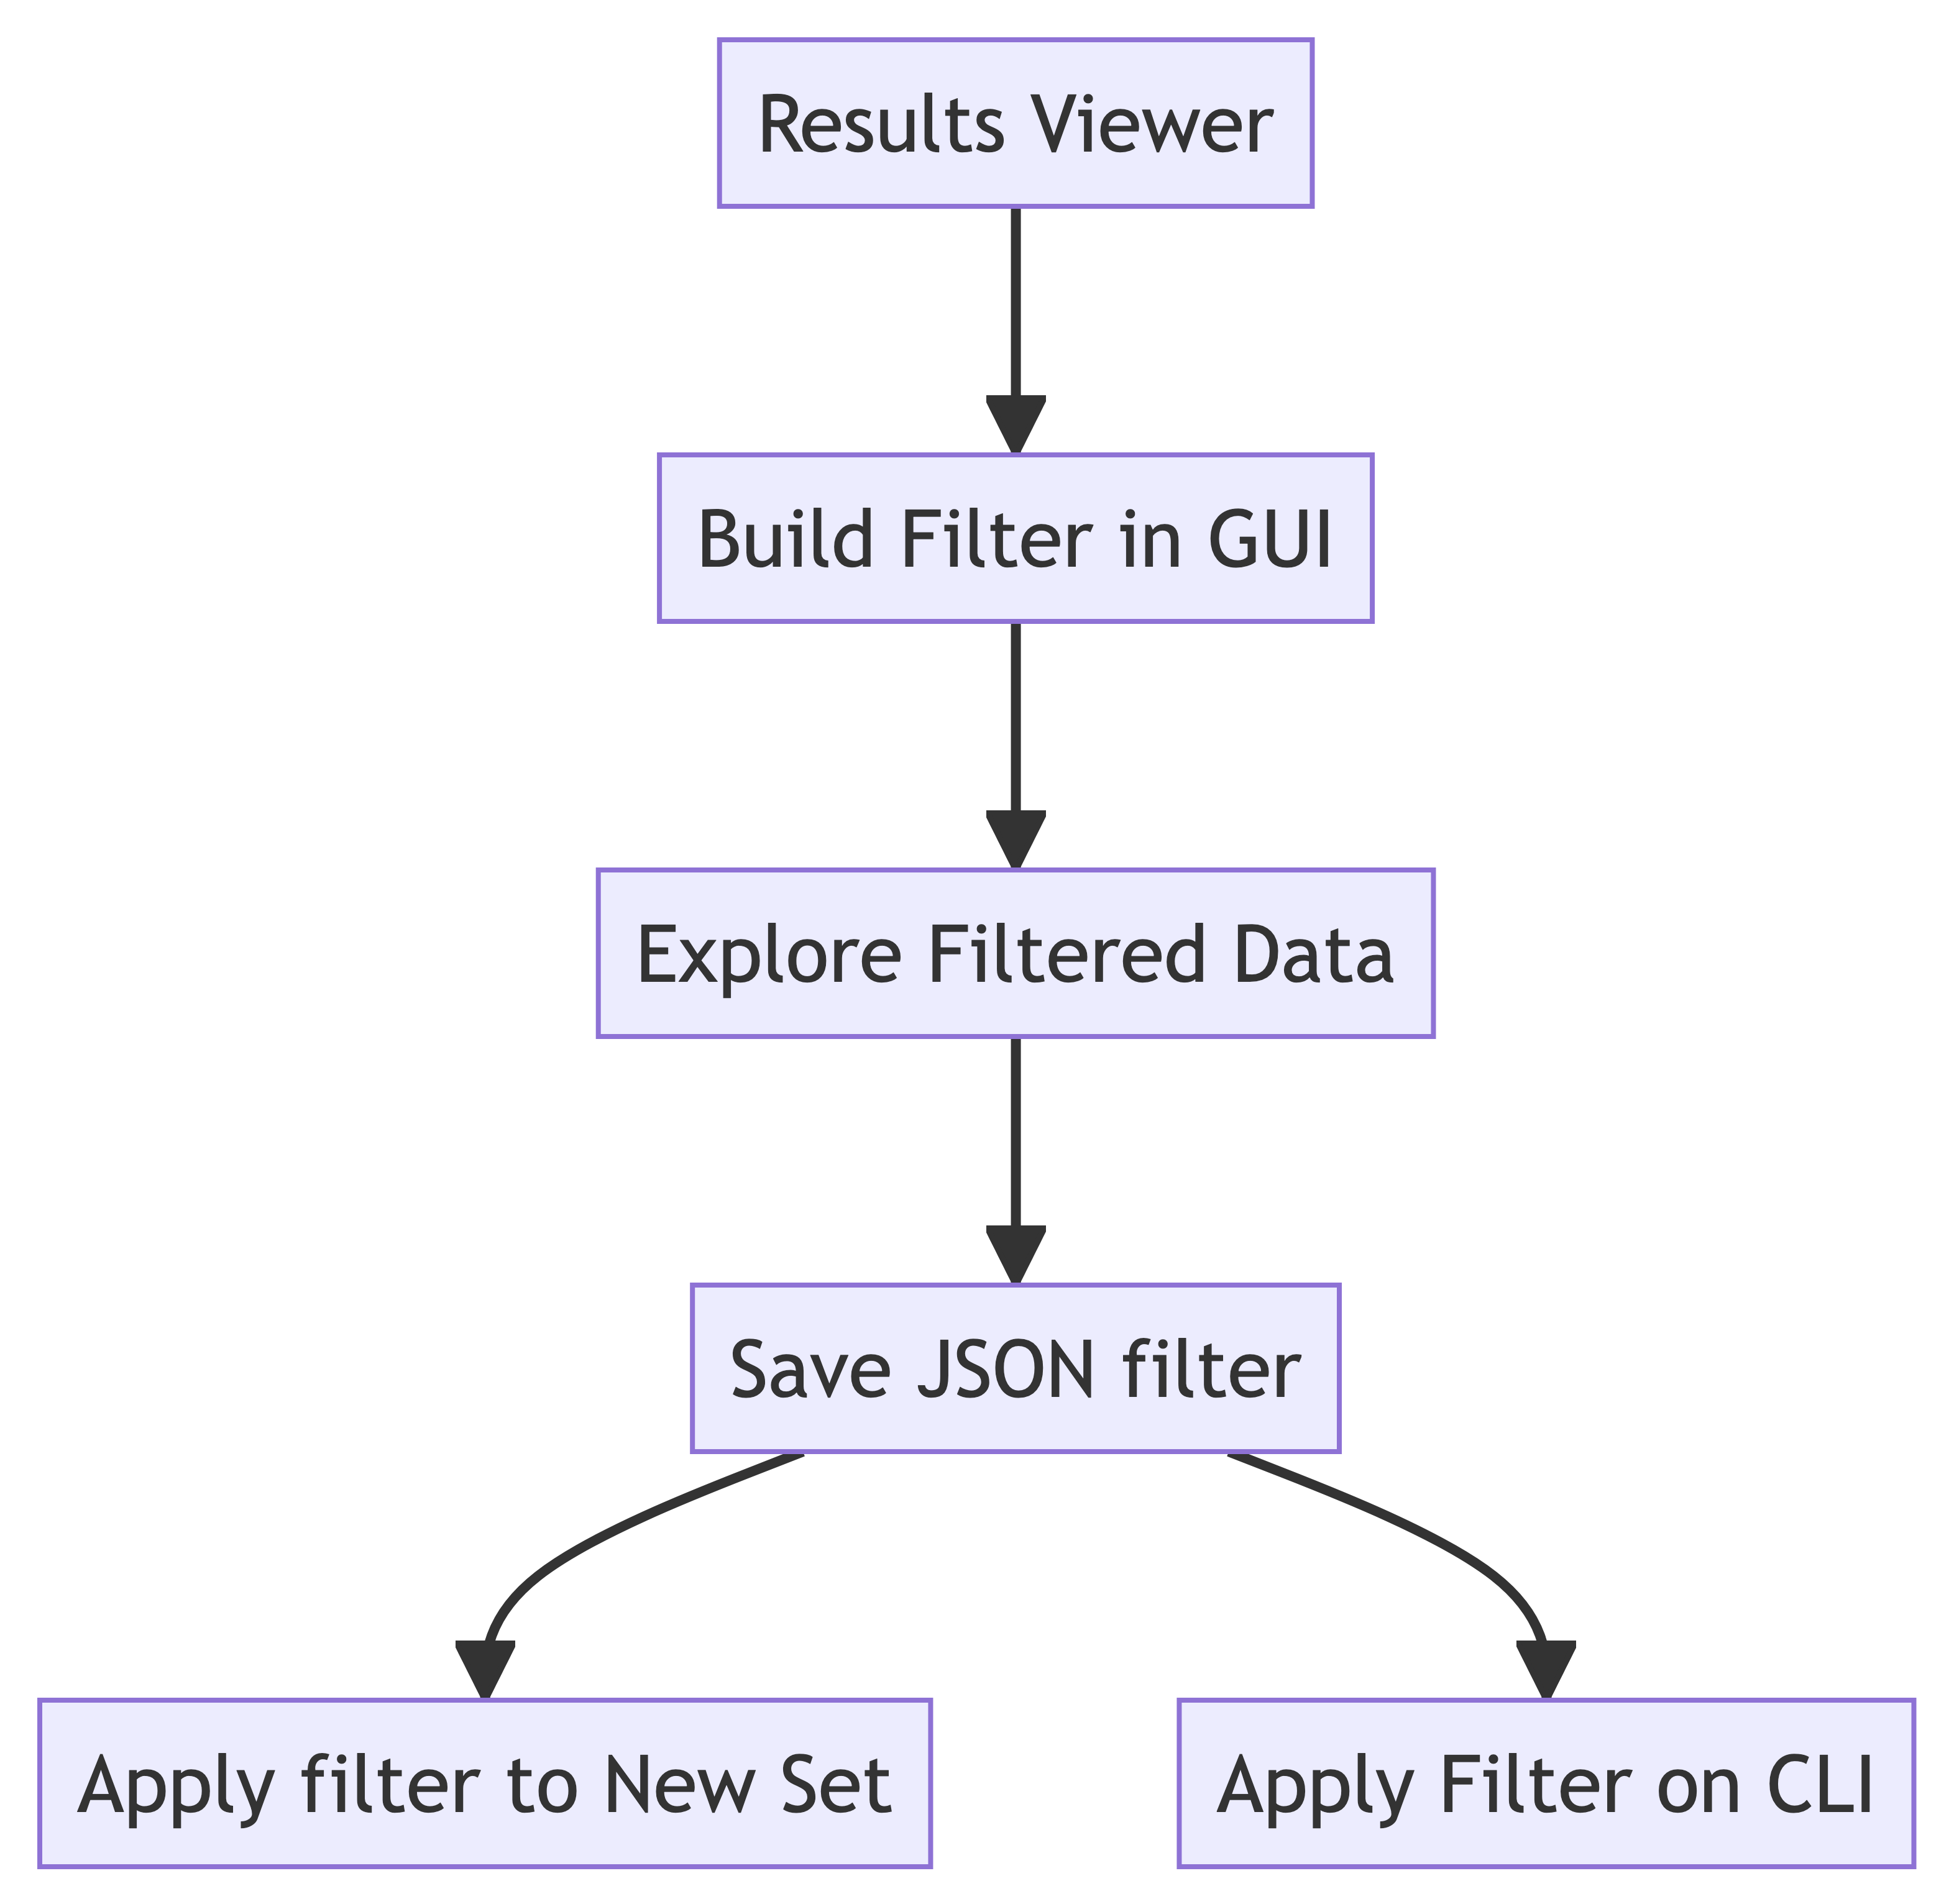 Results Viewer
Build Filter in GUI
Explore Filtered Data
Save JSON filter
Apply filter to New Set
Apply Filter on CLI